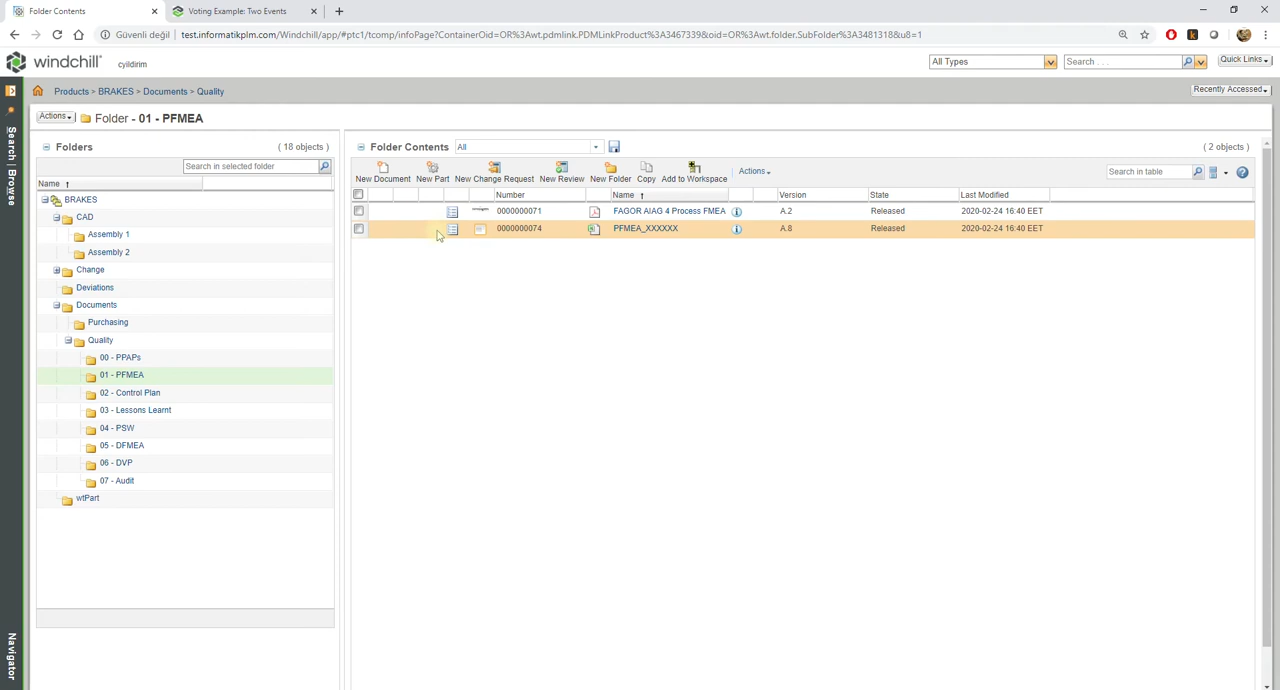 Folder Contents
Voting Example: Two Events
Güvenli değil
test.informatikplm.com/Windchill/app/#ptc1/tcomp/infoPage?ContainerOid=OR%3Awt.pdmlink.PDMLinkProduct%3A3467339&oid=OR%3Awt.folder.SubFolder%3A3481318&u8=1
windchill
cyildirim
All Types
Search . . .
Quick Links
Products > BRAKES > Documents > Quality
Recently Accessed
Search | Browse
Navigator
Actions
Folder - 01 - PFMEA
Folders
( 18 objects )
Search in selected folder
Name
BRAKES
CAD
Assembly 1
Assembly 2
Change
Deviations
Documents
Purchasing
Quality
00 - PPAPs
01 - PFMEA
02 - Control Plan
03 - Lessons Learnt
04 - PSW
05 - DFMEA
06 - DVP
07 - Audit
wtPart
Folder Contents
All
( 2 objects )
New Document
New Part
New Change Request
New Review
New Folder
Copy
Add to Workspace
Actions
Search in table
Number Name Version State Last Modified
0000000071 FAGOR AIAG 4 Process FMEA A.2 Released 2020-02-24 16:40 EET
0000000074 PFMEA_XXXXXX A.8 Released 2020-02-24 16:40 EET